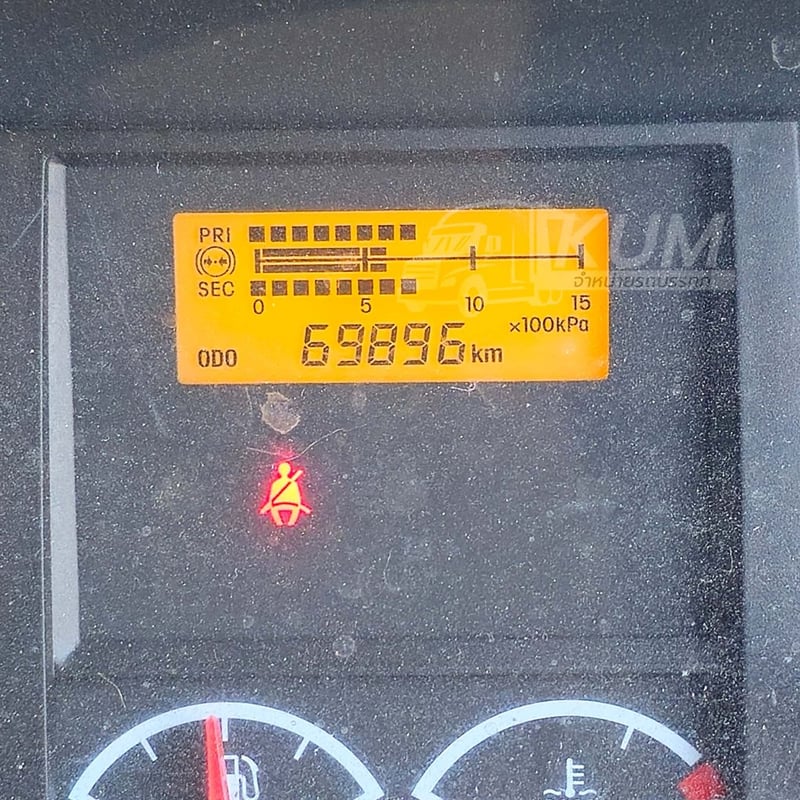 PRI
SEC
0 5 10 15
×100kPa
ODO 69896 km
KUM
จำหน่ายรถบรรทุก